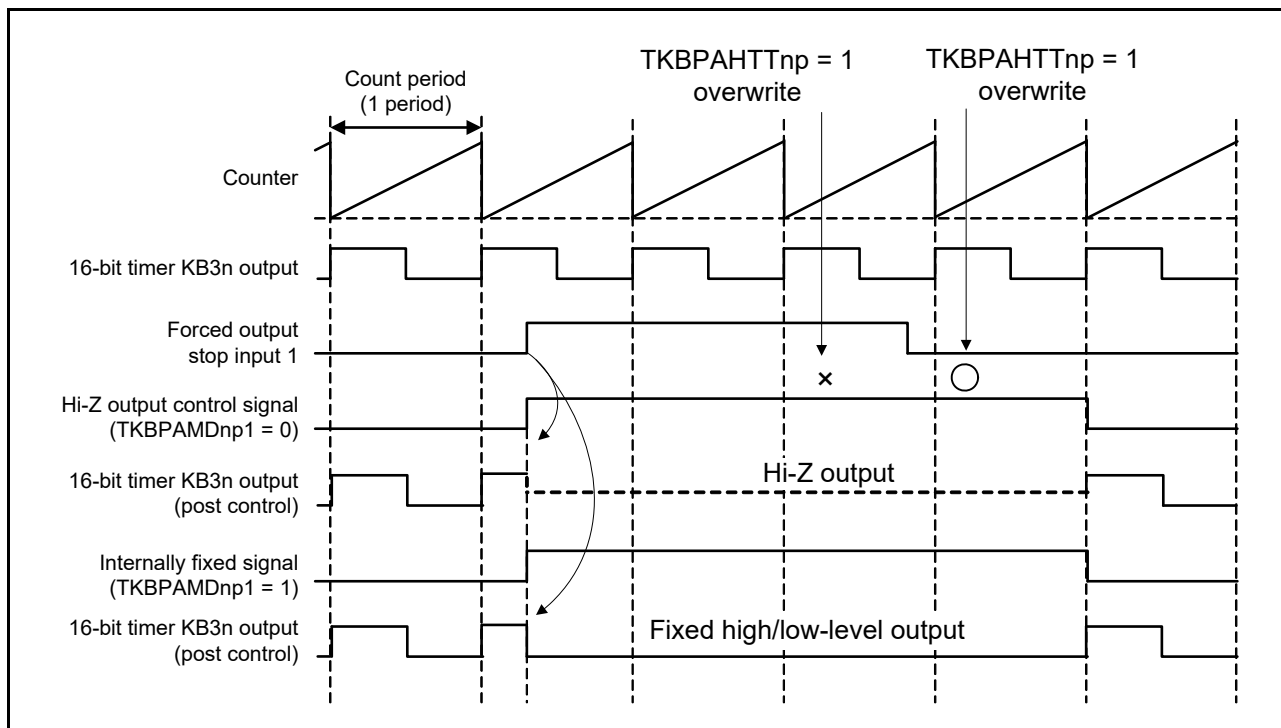 TKBPAHTTnp = 1
overwrite
TKBPAHTTnp = 1
overwrite
Count period
(1 period)
Counter
16-bit timer KB3n output
Forced output
stop input 1
×
○
Hi-Z output control signal
(TKBPAMDnp1 = 0)
16-bit timer KB3n output
(post control)
Hi-Z output
Internally fixed signal
(TKBPAMDnp1 = 1)
16-bit timer KB3n output
(post control)
Fixed high/low-level output